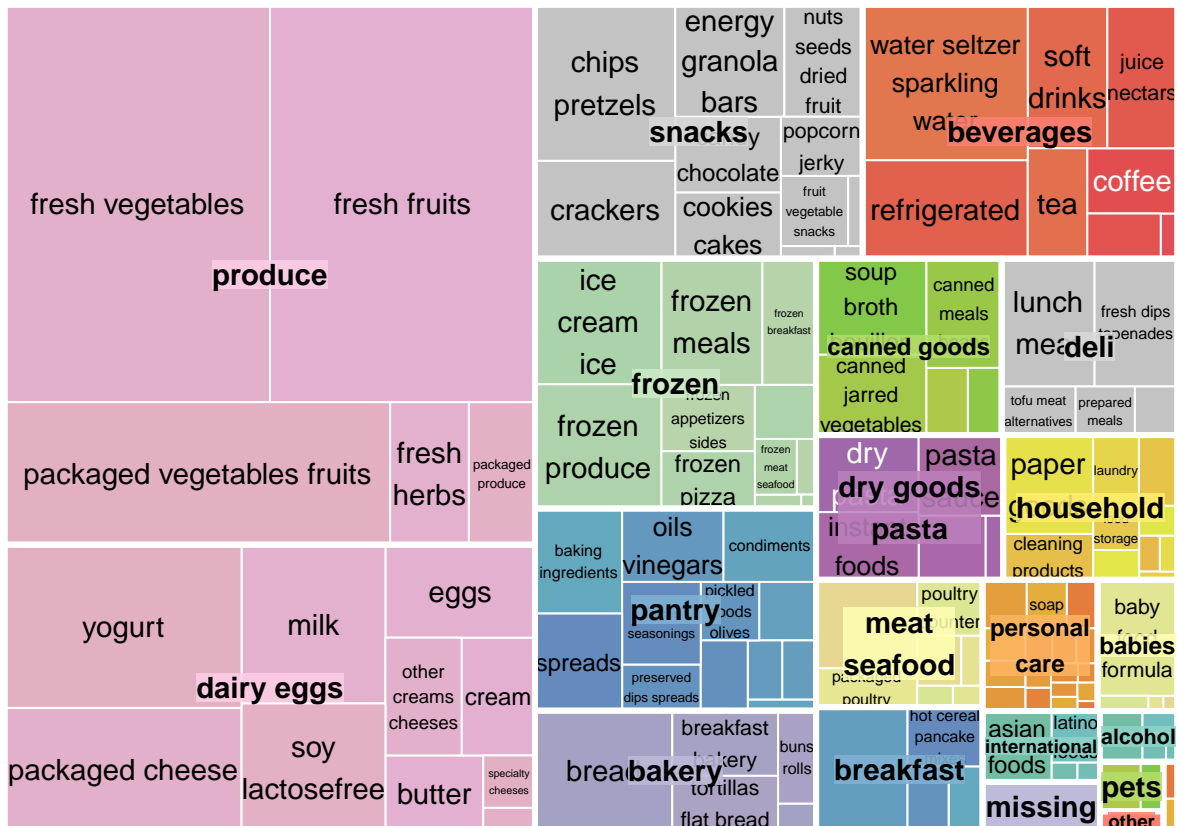 fresh vegetables
fresh fruits
produce
packaged vegetables fruits
fresh
herbs
packaged
produce
yogurt
milk
eggs
other
creams
cheeses
cream
dairy eggs
packaged cheese
soy
lactosefree
butter
specialty
cheeses
chips
pretzels
energy
granola
bars
nuts
seeds
dried
fruit
snacks
chocolate
popcorn
jerky
crackers
cookies
cakes
fruit
vegetable
snacks
water seltzer
sparkling
water
soft
drinks
juice
nectars
beverages
refrigerated
tea
coffee
ice
cream
ice
frozen
meals
frozen
breakfast
frozen
frozen
produce
frozen
appetizers
sides
frozen
pizza
frozen
meat
seafood
soup
broth
canned
meals
canned goods
canned
jarred
vegetables
lunch
fresh dips
tapenades
deli
tofu meat
alternatives
prepared
meals
dry
pasta
sauce
dry goods
pasta
instant
foods
paper
laundry
household
cleaning
products
storage
baking
ingredients
oils
vinegars
condiments
pantry
pickled
olives
seasonings
spreads
preserved
dips spreads
meat
seafood
poultry
packaged
poultry
soap
personal
care
baby
food
formula
babies
bread
bakery
breakfast
bakery
buns
rolls
tortillas
flat bread
hot cereal
pancake
breakfast
asian
foods
latino
international
alcohol
missing
pets
other